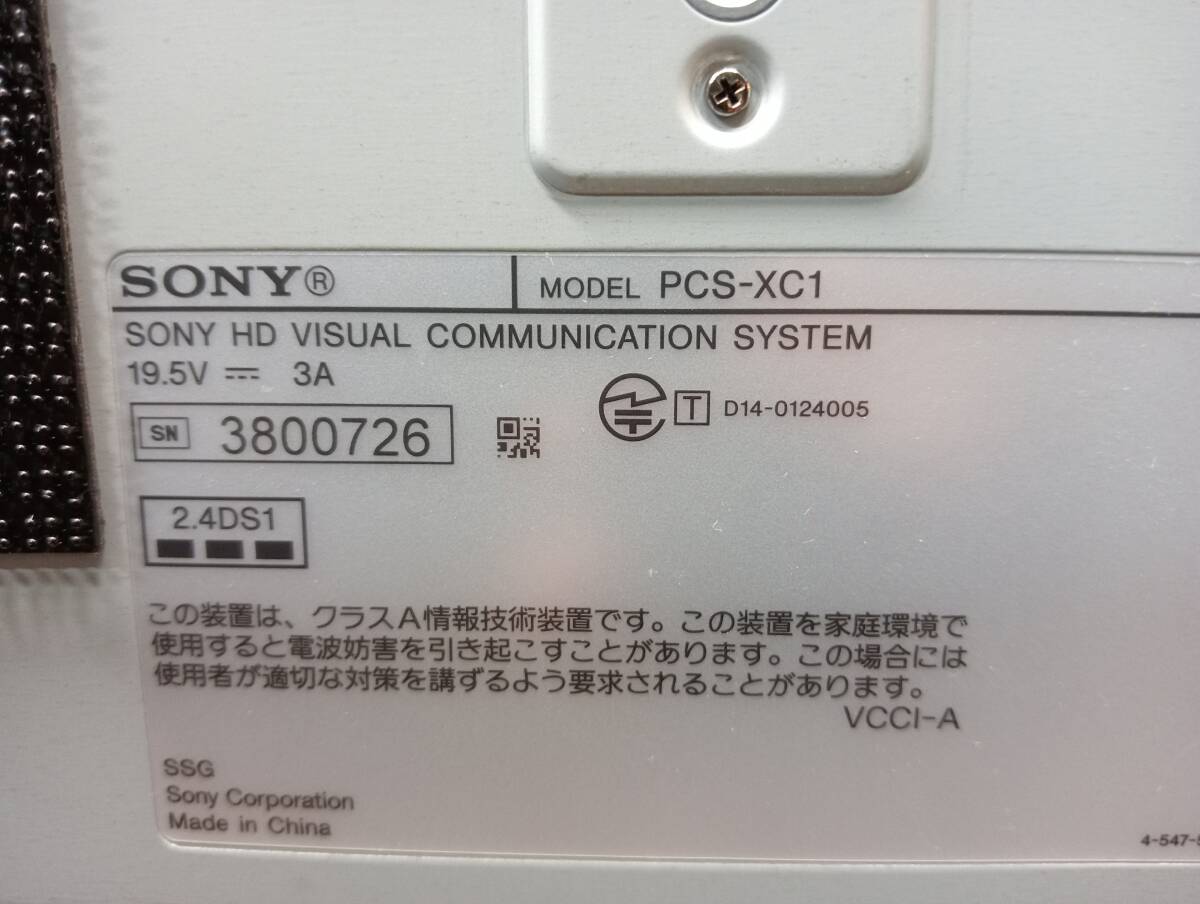 SONY® MODEL PCS-XC1
SONY HD VISUAL COMMUNICATION SYSTEM
19.5V 3A
T D14-0124005
SN 3800726
2.4DS1
この装置は、クラスA情報技術装置です。この装置を家庭環境で
使用すると電波妨害を引き起こすことがあります。この場合には
使用者が適切な対策を講ずるよう要求されることがあります。
VCCI-A
SSG
Sony Corporation
Made in China
4-547-